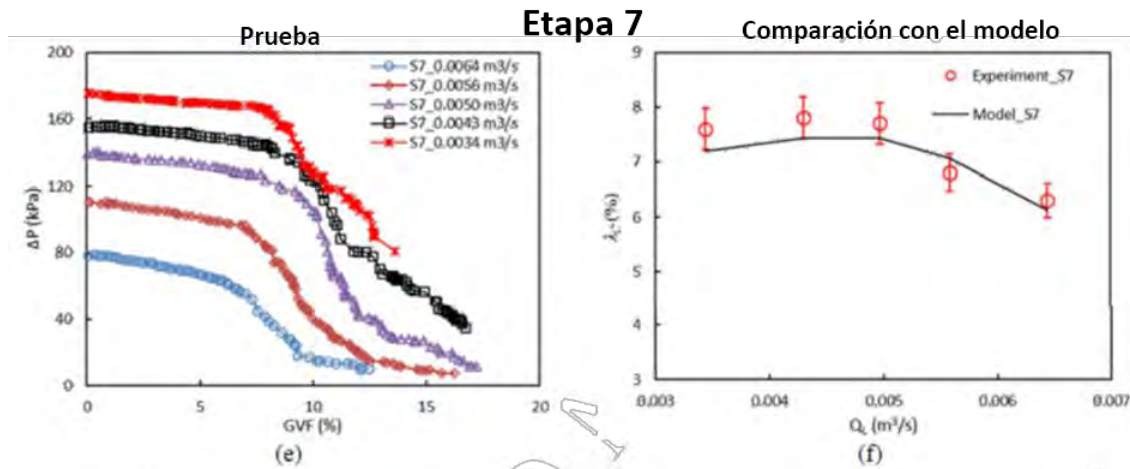 Etapa 7
Prueba
200
160
120
80
40
0
ΔP (kPa)
0
5
10
15
20
GVF (%)
S7_0.0064 m3/s
S7_0.0056 m3/s
S7_0.0050 m3/s
S7_0.0043 m3/s
S7_0.0034 m3/s
(e)
Comparación con el modelo
9
8
7
6
5
4
3
(%)
0.003
0.004
0.005
0.006
0.007
Q_L (m³/s)
Experiment_S7
Model_S7
(f)